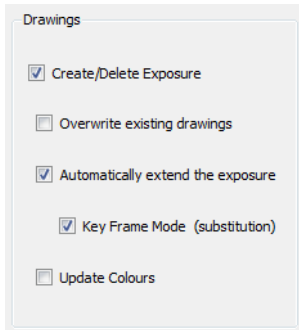 Drawings
Create/Delete Exposure
Overwrite existing drawings
Automatically extend the exposure
Key Frame Mode (substitution)
Update Colours